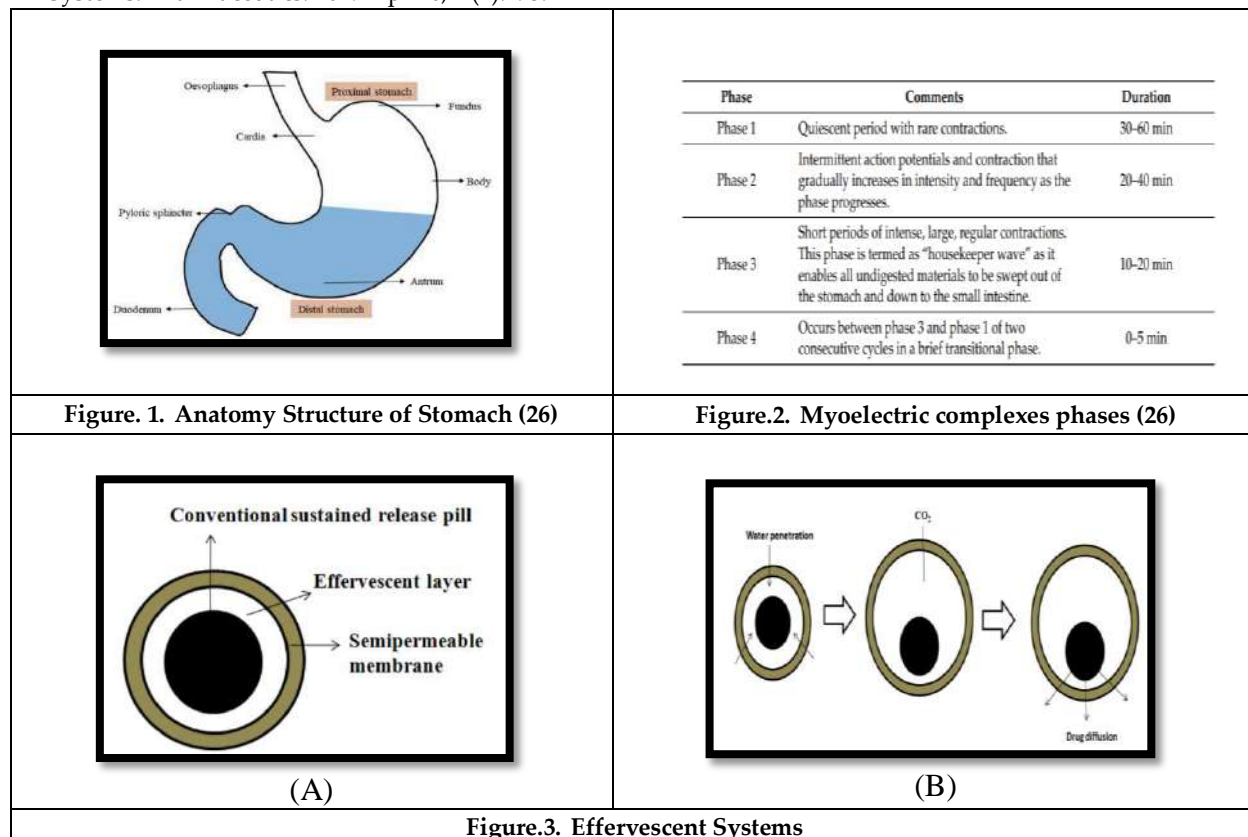 Oesophagus
Proximal stomach
Fundus
Cardia
Body
Pyloric sphincter
Antrum
Duodenum
Distal stomach
Phase Comments Duration
Phase 1 Quiescent period with rare contractions. 30–60 min
Intermittent action potentials and contraction that
Phase 2 gradually increases in intensity and frequency as the 20–40 min
phase progresses.
Short periods of intense, large, regular contractions.
This phase is termed as "housekeeper wave" as it
Phase 3 enables all undigested materials to be swept out of 10–20 min
the stomach and down to the small intestine.
Phase 4 Occurs between phase 3 and phase 1 of two 0–5 min
consecutive cycles in a brief transitional phase.
Figure. 1. Anatomy Structure of Stomach (26)
Figure.2. Myoelectric complexes phases (26)
Conventional sustained release pill
Effervescent layer
Semipermeable
membrane
(A)
CO₂
Water penetration
Drug diffusion
(B)
Figure.3. Effervescent Systems